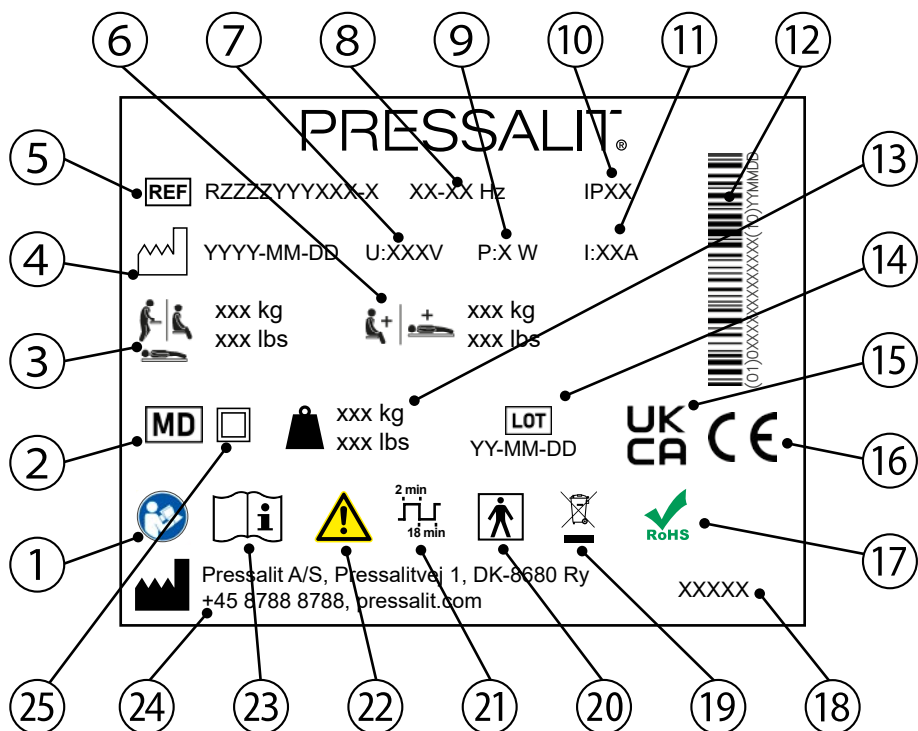 6 7 8 9 10 11 12
PRESSALIT®
5 REF RZZZZYYYXXX-X XX-XX Hz IPXX 13
4 YYYY-MM-DD U:XXXV P:X W I:XXA 14
3 xxx kg xxx lbs + + xxx kg xxx lbs
(01)0XXXXXXXXXXXXX(10)YYMMDD
15
2 MD xxx kg xxx lbs LOT YY-MM-DD UK CA CE 16
1 i ! 2 min 18 min RoHS 17
Pressalit A/S, Pressalitvej 1, DK-8680 Ry
+45 8788 8788, pressalit.com
XXXXX
25 24 23 22 21 20 19 18